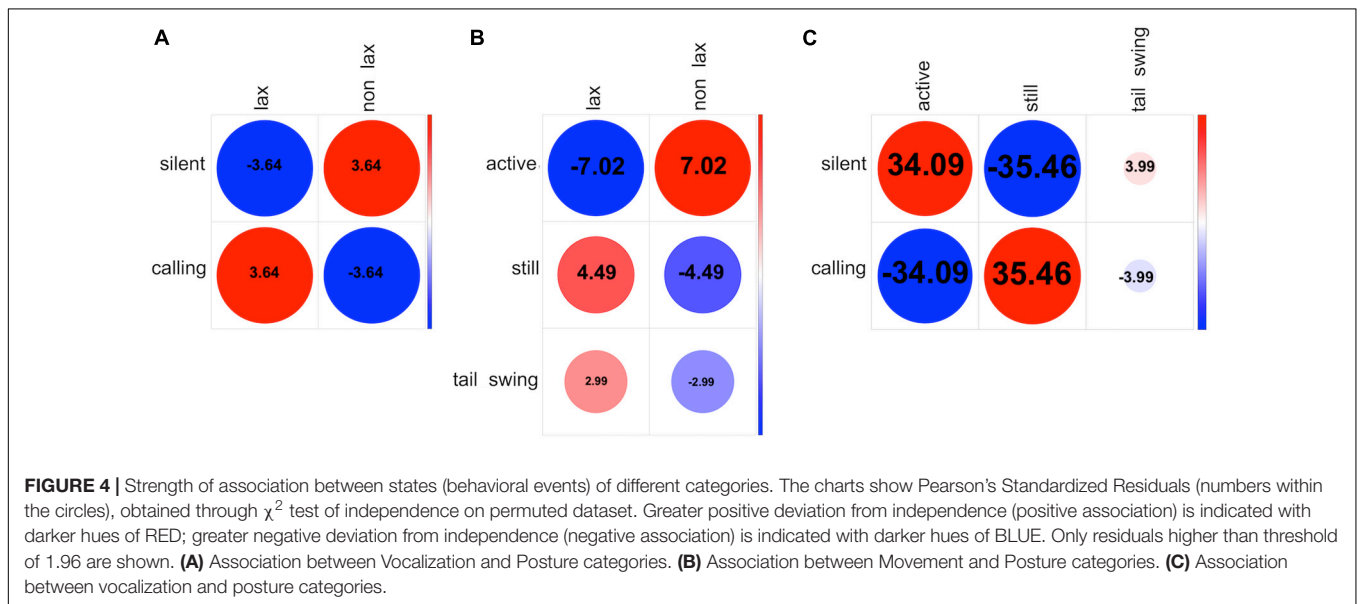 A
B
C
lax
non lax
lax
non lax
active
still
tail swing
silent
-3.64
3.64
active
-7.02
7.02
silent
34.09
-35.46
3.99
calling
3.64
-3.64
still
4.49
-4.49
calling
-34.09
35.46
-3.99
tail swing
2.99
-2.99
FIGURE 4 | Strength of association between states (behavioral events) of different categories. The charts show Pearson's Standardized Residuals (numbers within
the circles), obtained through χ² test of independence on permuted dataset. Greater positive deviation from independence (positive association) is indicated with
darker hues of RED; greater negative deviation from independence (negative association) is indicated with darker hues of BLUE. Only residuals higher than threshold
of 1.96 are shown. (A) Association between Vocalization and Posture categories. (B) Association between Movement and Posture categories. (C) Association
between vocalization and posture categories.